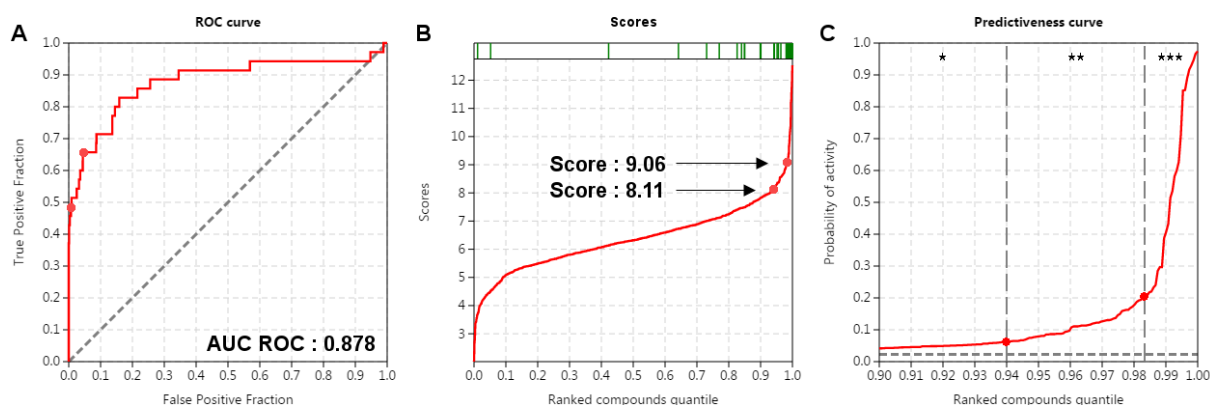 A
ROC curve
1.0
0.9
0.8
0.7
0.6
0.5
0.4
0.3
0.2
0.1
0.0
True Positive Fraction
AUC ROC : 0.878
0.0 0.1 0.2 0.3 0.4 0.5 0.6 0.7 0.8 0.9 1.0
False Positive Fraction
B
Scores
12
11
10
9
8
7
6
5
4
3
Scores
Score : 9.06
Score : 8.11
0.0 0.1 0.2 0.3 0.4 0.5 0.6 0.7 0.8 0.9 1.0
Ranked compounds quantile
C
Predictiveness curve
* ** ***
1.0
0.9
0.8
0.7
0.6
0.5
0.4
0.3
0.2
0.1
0.0
Probability of activity
0.90 0.91 0.92 0.93 0.94 0.95 0.96 0.97 0.98 0.99 1.00
Ranked compounds quantile